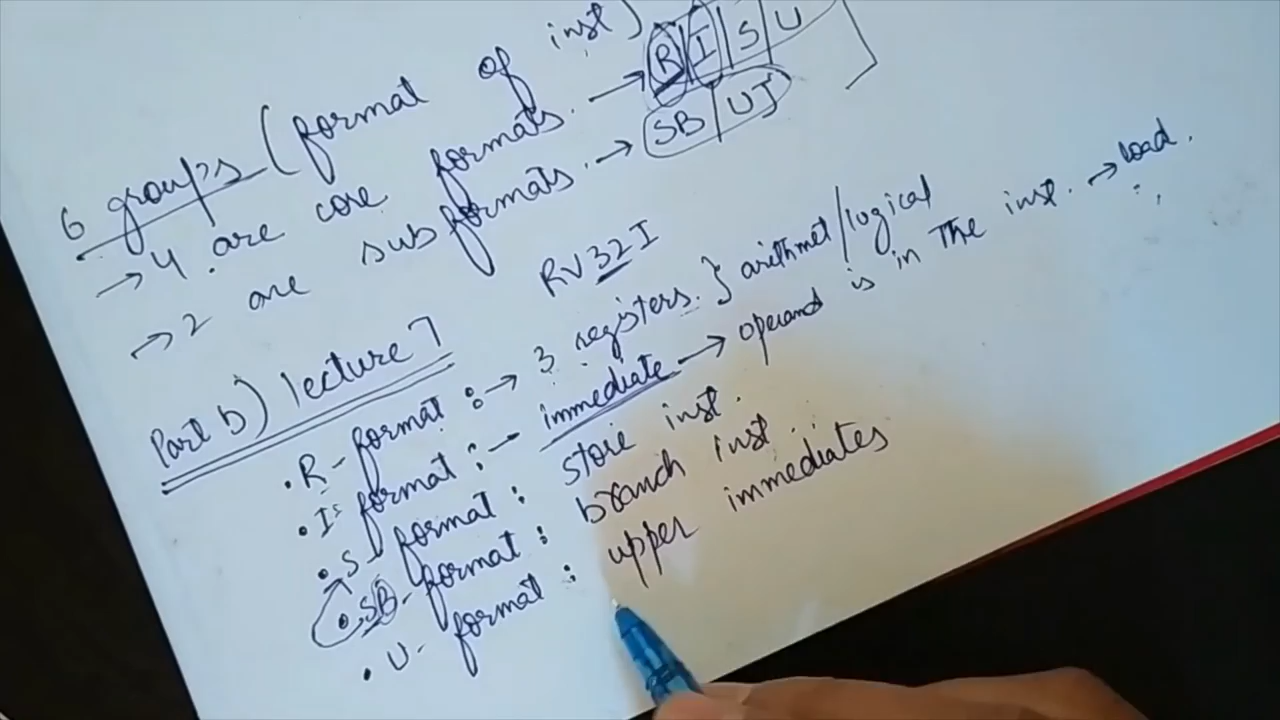 6 groups (format of inst)
→ 4 are core formats. → R | I | S | U
→ 2 are subformats. → SB | UJ
RV32I
Part b) lecture 7
• R- format : → 3 registers. } arithmet/logical
• I- format : - immediate → operand is in the inst. → load.
• S- format : store inst.
• SB- format : branch inst.
• U- format : upper immediates